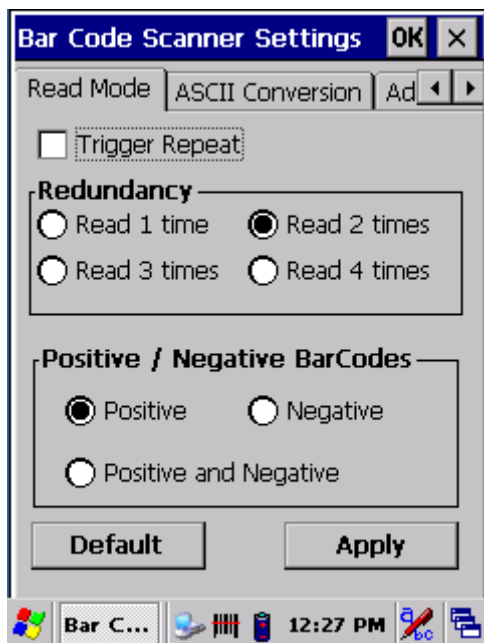 Bar Code Scanner Settings OK ×
Read Mode ASCII Conversion Ad
Trigger Repeat
Redundancy
Read 1 time Read 2 times
Read 3 times Read 4 times
Positive / Negative BarCodes
Positive Negative
Positive and Negative
Default Apply
Bar C... 12:27 PM abc